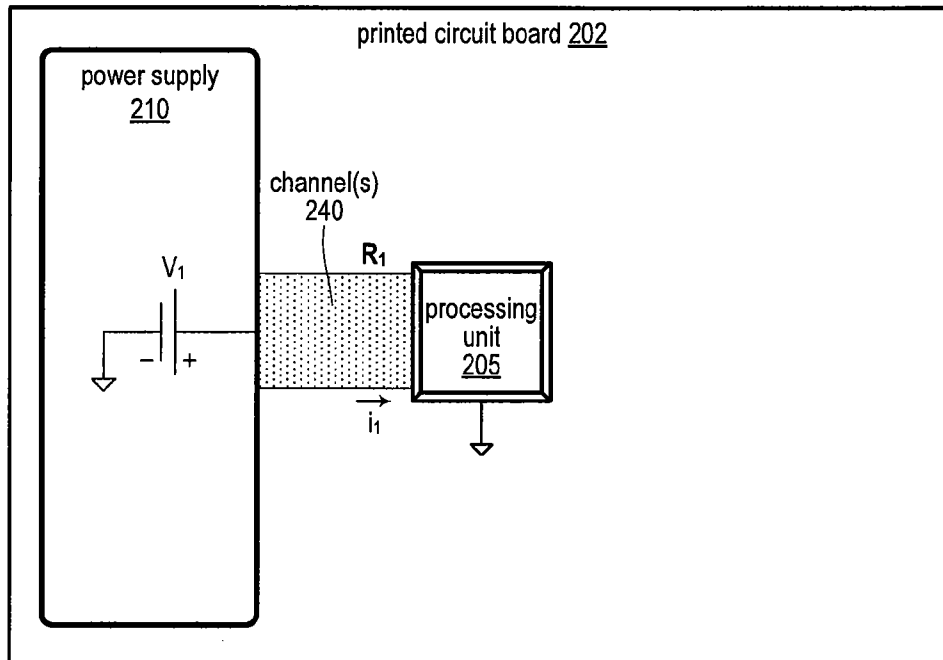 printed circuit board 202
power supply
210
channel(s)
240
R₁
V₁
processing
unit
205
− +
i₁